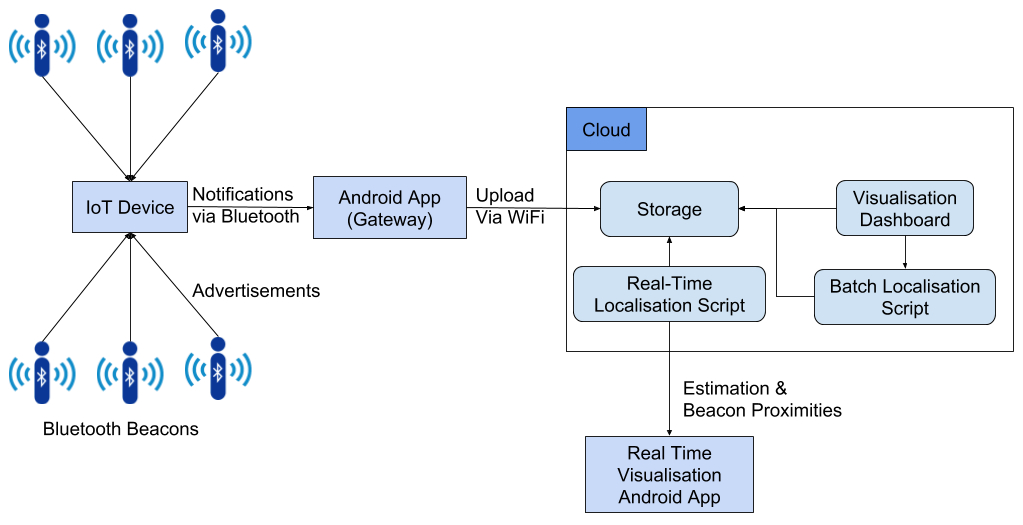 Cloud
Notifications
via Bluetooth
IoT Device
Android App
(Gateway)
Upload
Via WiFi
Storage
Visualisation
Dashboard
Advertisements
Real-Time
Localisation Script
Batch Localisation
Script
Bluetooth Beacons
Estimation &
Beacon Proximities
Real Time
Visualisation
Android App